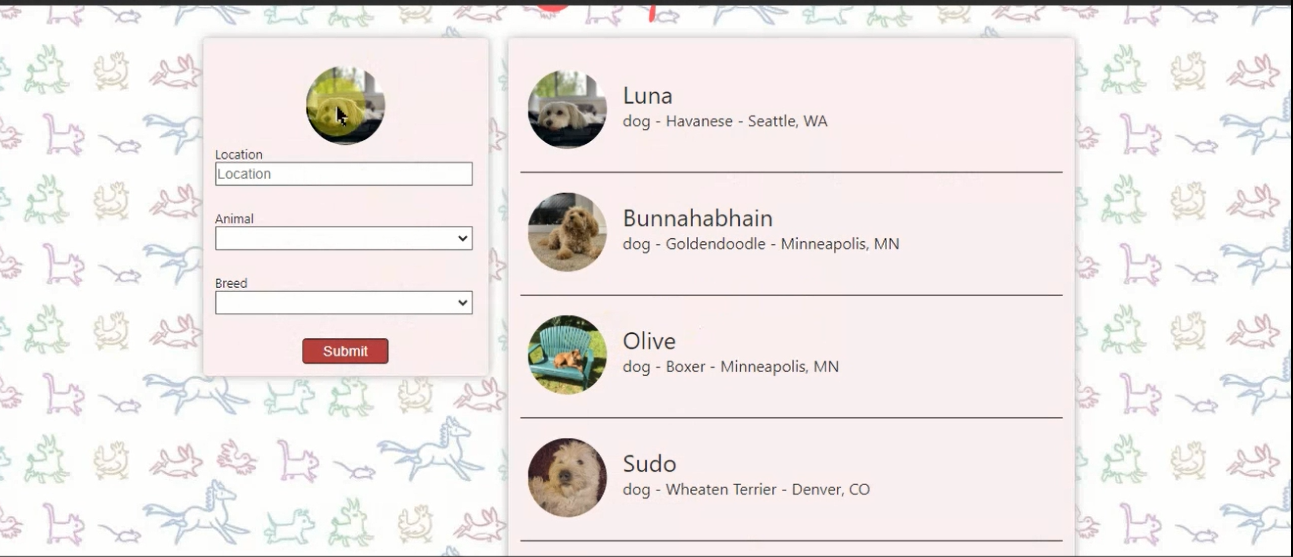 Location
Location
Animal
Breed
Submit
Luna
dog - Havanese - Seattle, WA
Bunnahabhain
dog - Goldendoodle - Minneapolis, MN
Olive
dog - Boxer - Minneapolis, MN
Sudo
dog - Wheaten Terrier - Denver, CO